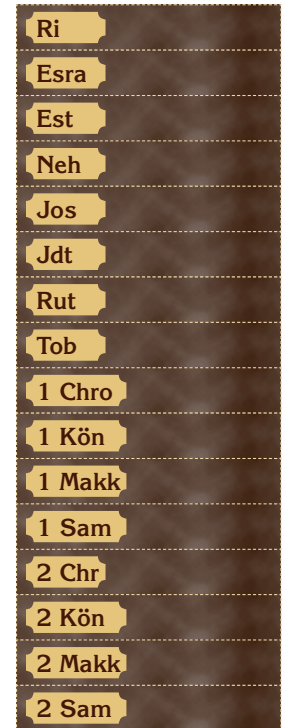 Ri
Esra
Est
Neh
Jos
Jdt
Rut
Tob
1 Chro
1 Kön
1 Makk
1 Sam
2 Chr
2 Kön
2 Makk
2 Sam